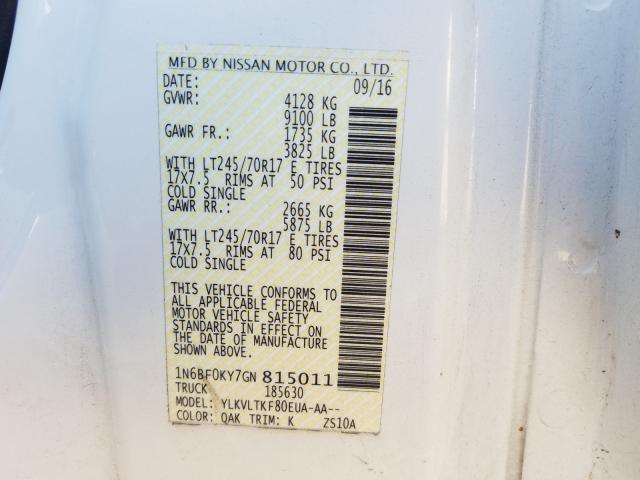 MFD BY NISSAN MOTOR CO., LTD.
DATE: 09/16
GVWR: 4128 KG
9100 LB
GAWR FR.: 1735 KG
3825 LB
WITH LT245/70R17 E TIRES
17X7.5 RIMS AT 50 PSI
COLD SINGLE
GAWR RR.: 2665 KG
5875 LB
WITH LT245/70R17 E TIRES
17X7.5 RIMS AT 80 PSI
COLD SINGLE
THIS VEHICLE CONFORMS TO
ALL APPLICABLE FEDERAL
MOTOR VEHICLE SAFETY
STANDARDS IN EFFECT ON
THE DATE OF MANUFACTURE
SHOWN ABOVE.
1N6BF0KY7GN 815011
TRUCK 185630
MODEL: YLKVLTKF80EUA-AA--
COLOR: QAK TRIM: K ZS10A